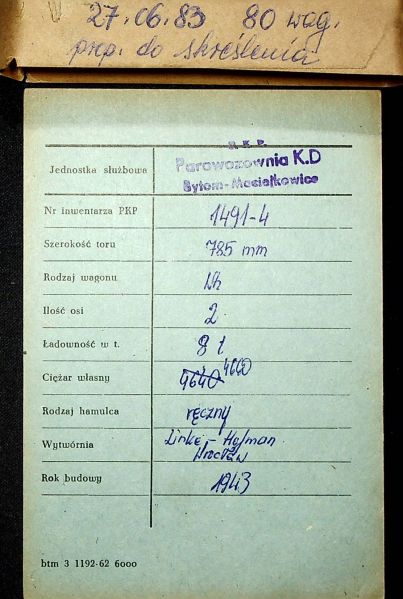 27.06.83 80 wag.
prp. do skreślenia
P.K.P.
Jednostka służbowa Parowozownia K.D
Bytom-Maciejkowice
Nr inwentarza PKP 1491-4
Szerokość toru 785 mm
Rodzaj wagonu
Ilość osi 2
Ładowność w t. 8 t
Ciężar własny 4640 4660
Rodzaj hamulca ręczny
Wytwórnia Linke-Hofman
Wrocław
Rok budowy 1943
btm 3 1192-62 6000